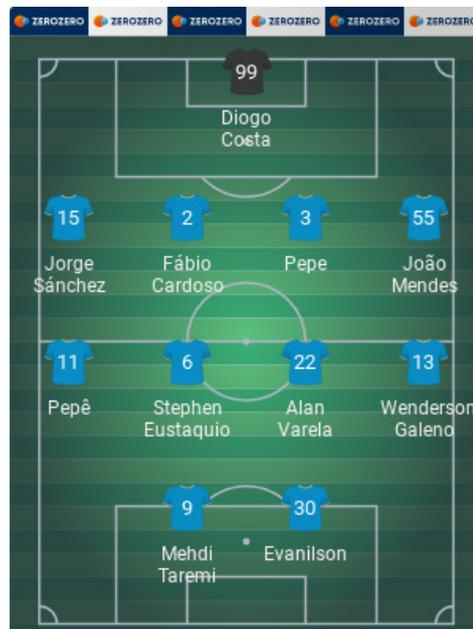 ZEROZERO ZEROZERO ZEROZERO ZEROZERO ZEROZERO ZEROZERO
99
Diogo
Costa
15 2 3 55
Jorge Fábio Pepe João
Sánchez Cardoso Mendes
11 6 22 13
Pepê Stephen Alan Wenderson
Eustaquio Varela Galeno
9 30
Mehdi Evanilson
Taremi